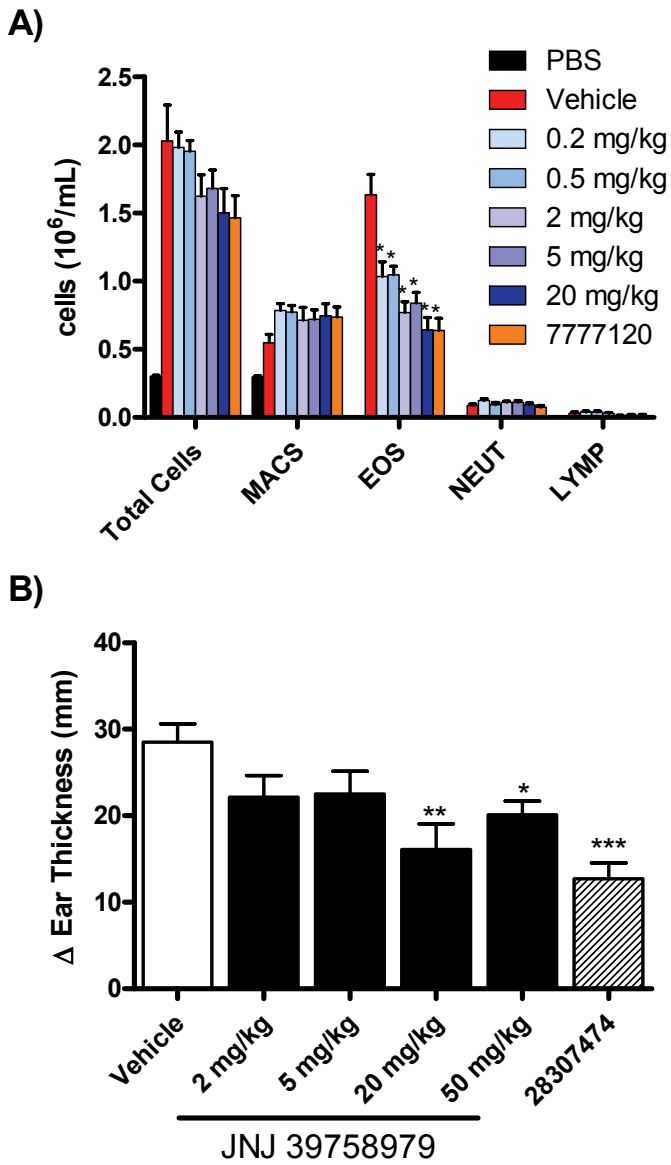 A)
PBS
Vehicle
0.2 mg/kg
0.5 mg/kg
2 mg/kg
5 mg/kg
20 mg/kg
7777120
2.5
2.0
1.5
1.0
0.5
0.0
cells (10⁶/mL)
* * * * * *
Total Cells
MACS
EOS
NEUT
LYMP
B)
40
30
20
10
0
Δ Ear Thickness (mm)
**
*
***
Vehicle
2 mg/kg
5 mg/kg
20 mg/kg
50 mg/kg
28307474
JNJ 39758979